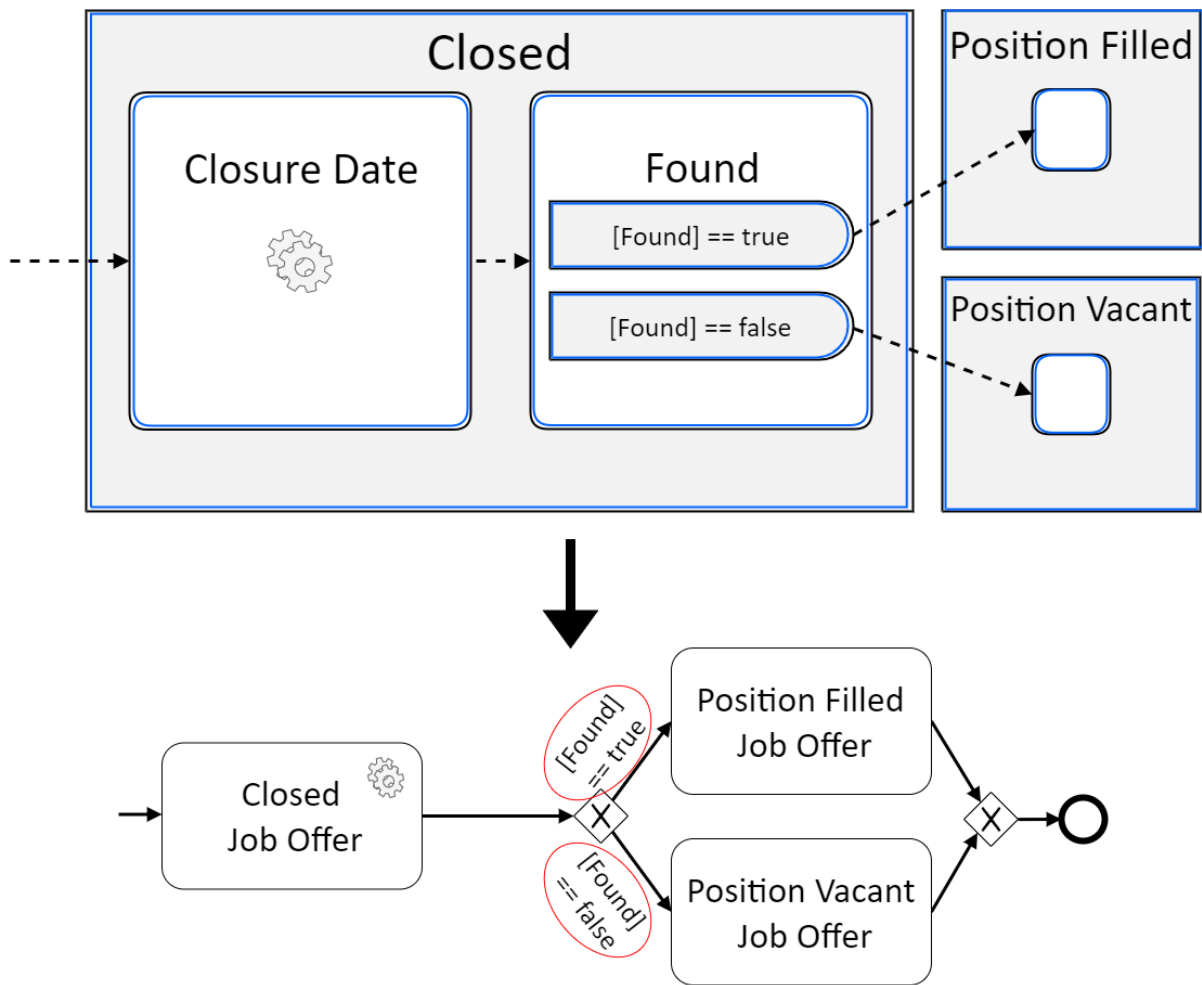 Closed
Position Filled
Closure Date
Found
[Found] == true
[Found] == false
Position Vacant
[Found]
== true
Position Filled
Job Offer
Closed
Job Offer
X
X
[Found]
== false
Position Vacant
Job Offer